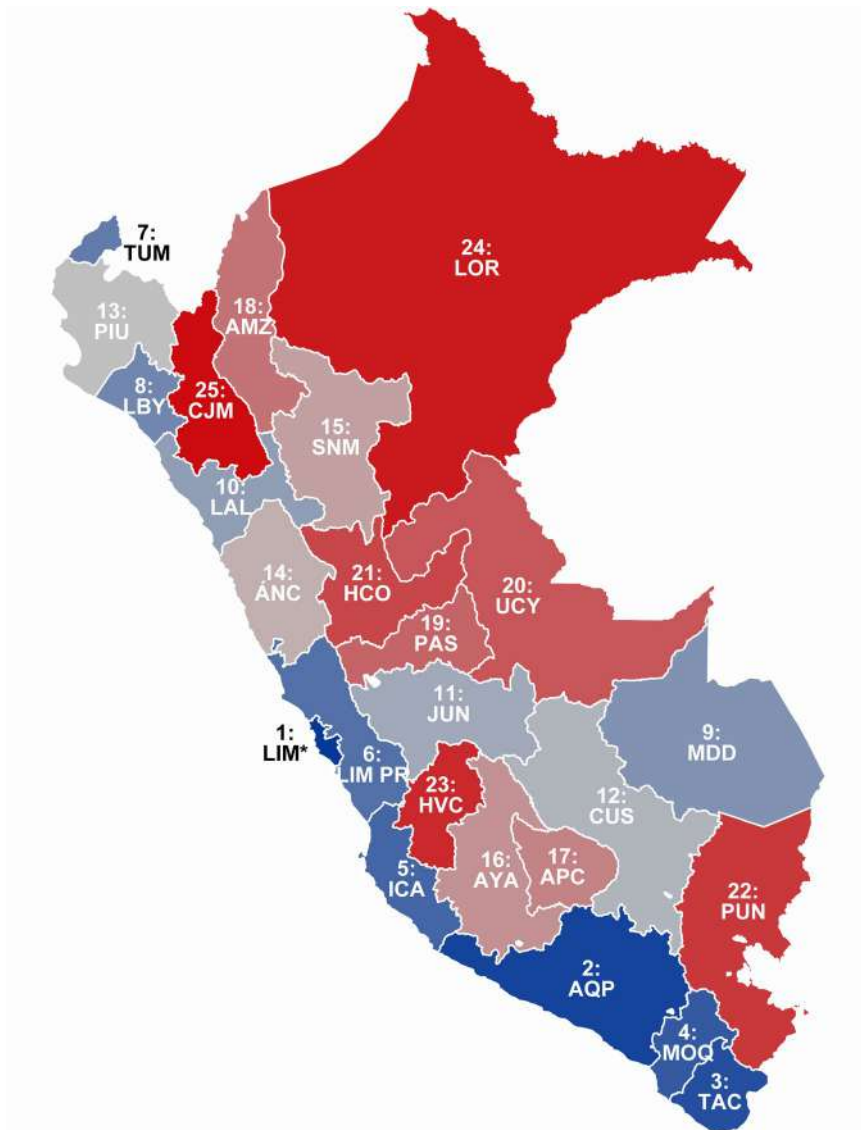 24:
LOR
7:
TUM
18:
AMZ
13:
PIU
8:
LBY
25:
CJM
15:
SNM
10:
LAL
14:
ÁNC
21:
HCO
20:
UCY
19:
PAS
11:
JUN
9:
MDD
1:
LIM*
6:
LIM PR
23:
HVC
12:
CUS
5:
ICA
16:
AYA
17:
APC
22:
PUN
2:
AQP
4:
MOQ
3:
TAC